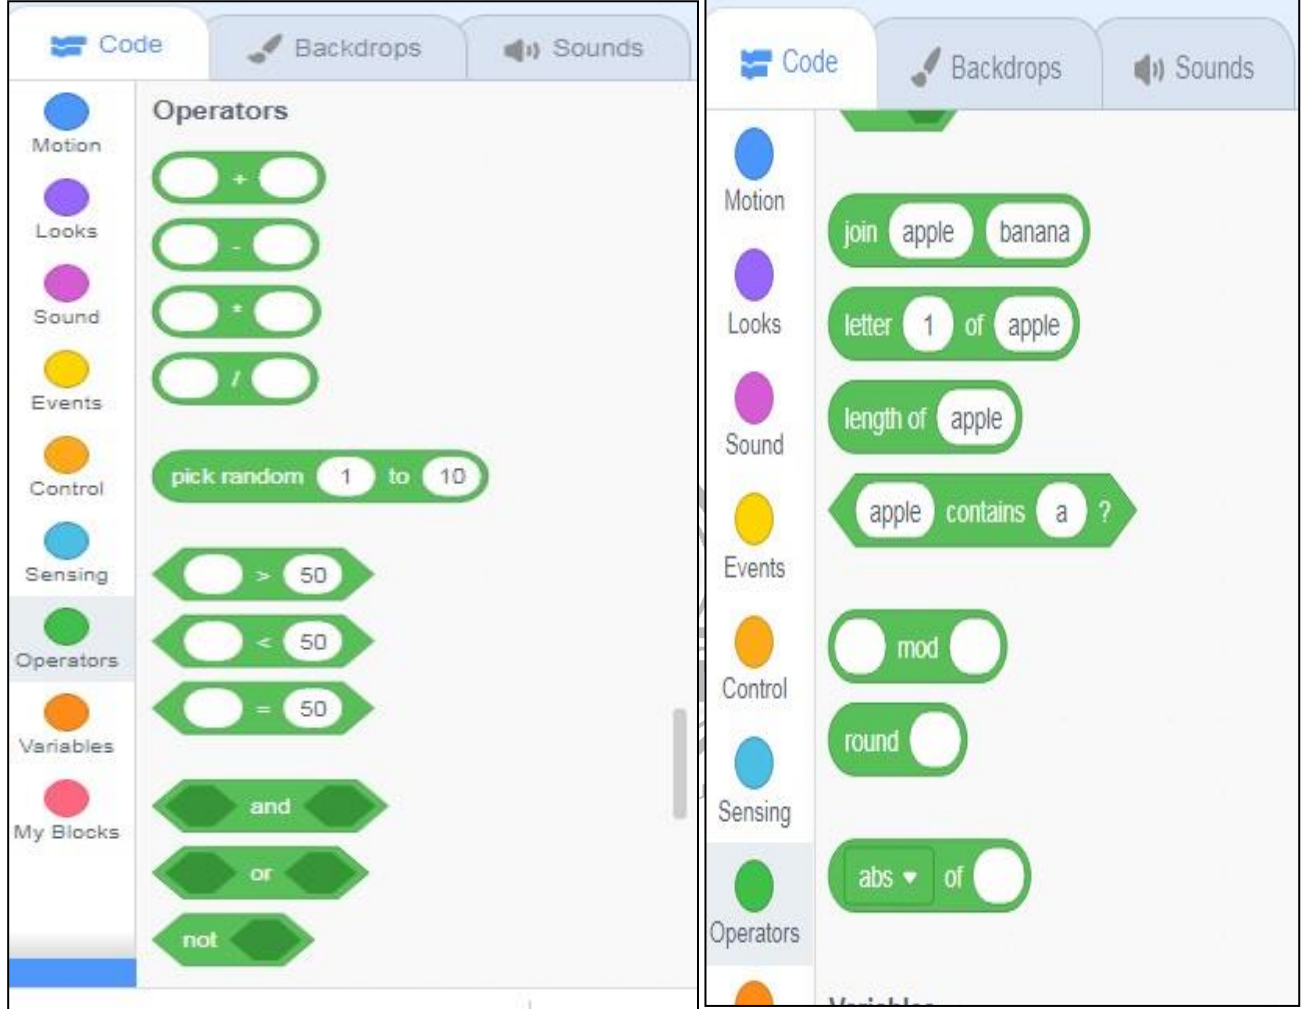 Code Backdrops Sounds
Motion
Looks
Sound
Events
Control
Sensing
Operators
Variables
My Blocks
Operators
+
-
*
/
pick random 1 to 10
> 50
< 50
= 50
and
or
not
Code Backdrops Sounds
Motion
Looks
Sound
Events
Control
Sensing
Operators
join apple banana
letter 1 of apple
length of apple
apple contains a ?
mod
round
abs of